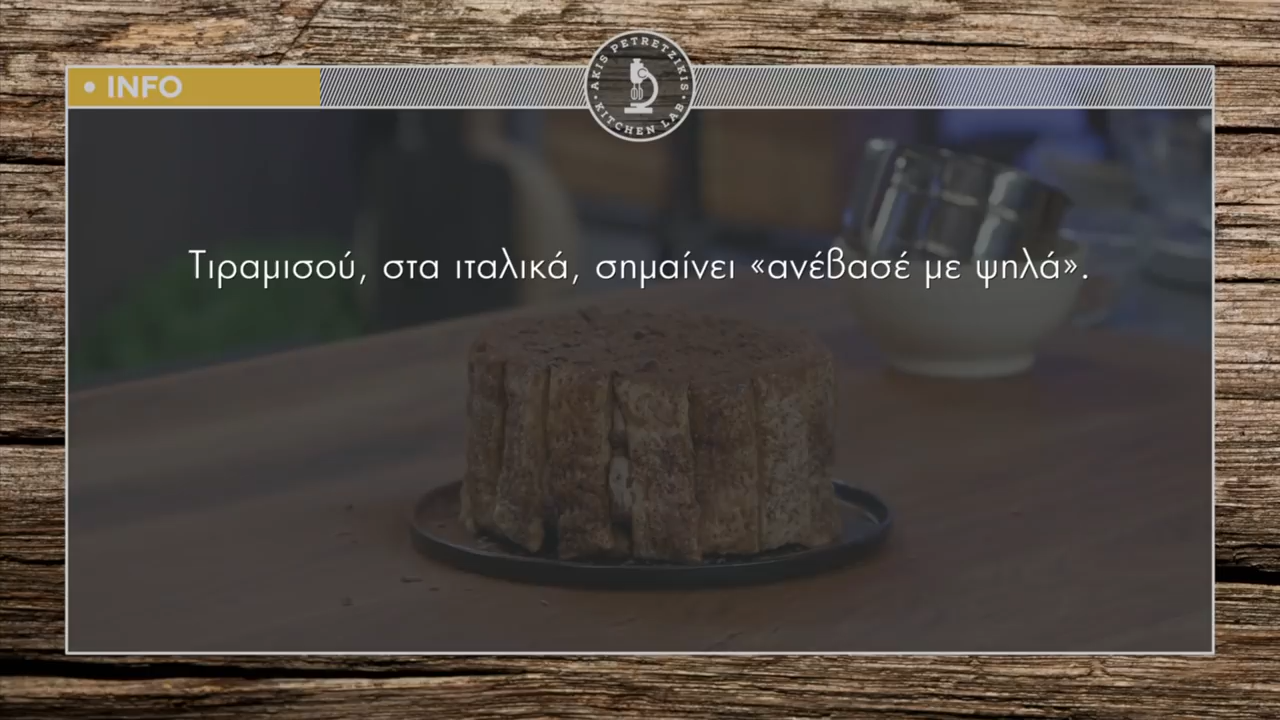 • INFO
AKIS PETRETZIKIS
• KITCHEN LAB •
Τιραμισού, στα ιταλικά, σημαίνει «ανέβασέ με ψηλά».